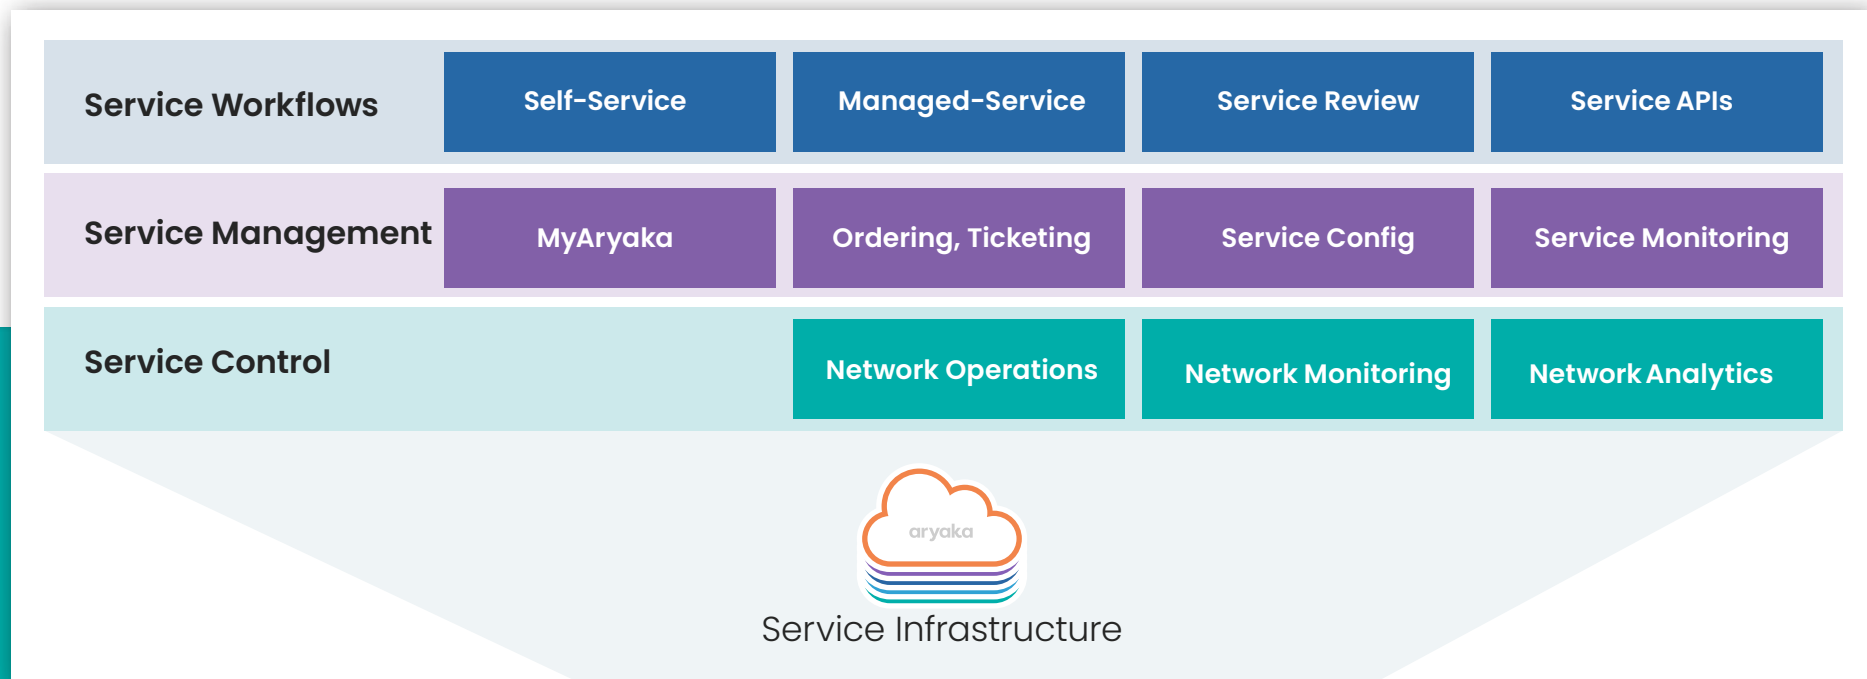 Service Workflows
Self-Service
Managed-Service
Service Review
Service APIs
Service Management
MyAryaka
Ordering, Ticketing
Service Config
Service Monitoring
Service Control
Network Operations
Network Monitoring
Network Analytics
aryaka
Service Infrastructure